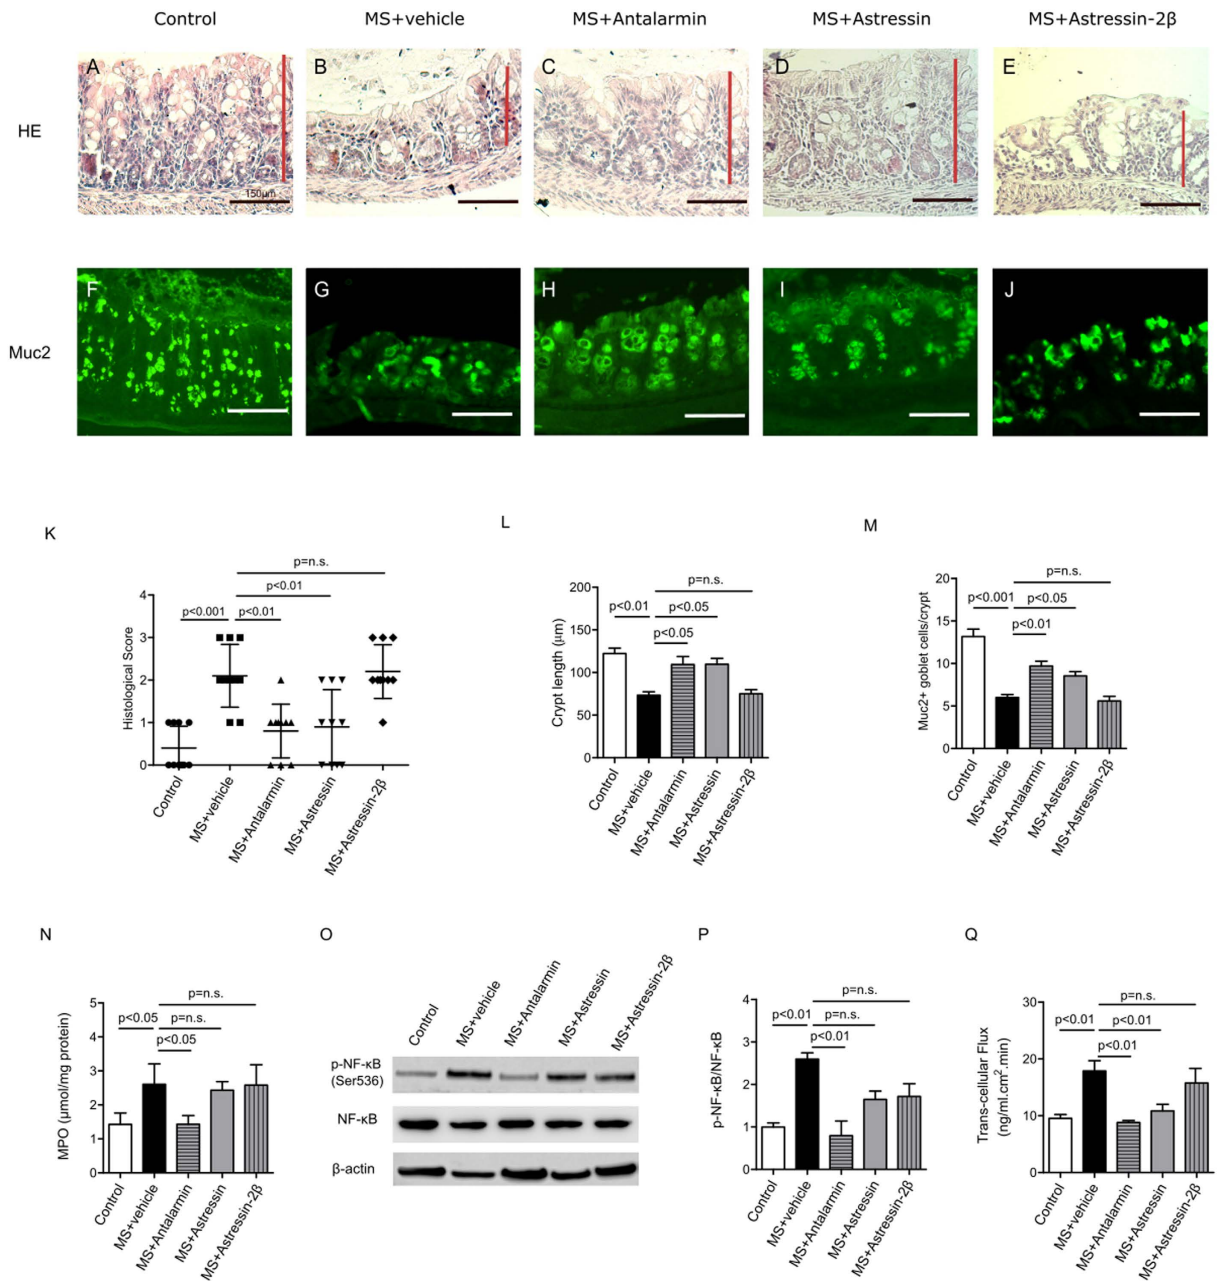 Control MS+vehicle MS+Antalarmin MS+Astressin MS+Astressin-2β
HE
A B C D E
150μm
Muc2
F G H I J
K
p=n.s.
p<0.01
p<0.001 p<0.01
Histological Score
4
3
2
1
0
Control
MS+vehicle
MS+Antalarmin
MS+Astressin
MS+Astressin-2β
L
p=n.s.
p<0.01 p<0.05
p<0.05
Crypt length (μm)
200
150
100
50
0
Control
MS+vehicle
MS+Antalarmin
MS+Astressin
MS+Astressin-2β
M
p=n.s.
p<0.001 p<0.05
p<0.01
Muc2+ goblet cells/crypt
20
15
10
5
0
Control
MS+vehicle
MS+Antalarmin
MS+Astressin
MS+Astressin-2β
N
p=n.s.
p<0.05 p=n.s.
p<0.05
MPO (μmol/mg protein)
5
4
3
2
1
0
Control
MS+vehicle
MS+Antalarmin
MS+Astressin
MS+Astressin-2β
O
Control
MS+vehicle
MS+Antalarmin
MS+Astressin
MS+Astressin-2β
p-NF-κB
(Ser536)
NF-κB
β-actin
P
p=n.s.
p<0.01 p=n.s.
p<0.01
p-NF-κB/NF-κB
4
3
2
1
0
Control
MS+vehicle
MS+Antalarmin
MS+Astressin
MS+Astressin-2β
Q
p=n.s.
p<0.01 p<0.01
p<0.01
Trans-cellular Flux
(ng/ml.cm².min)
30
20
10
0
Control
MS+vehicle
MS+Antalarmin
MS+Astressin
MS+Astressin-2β